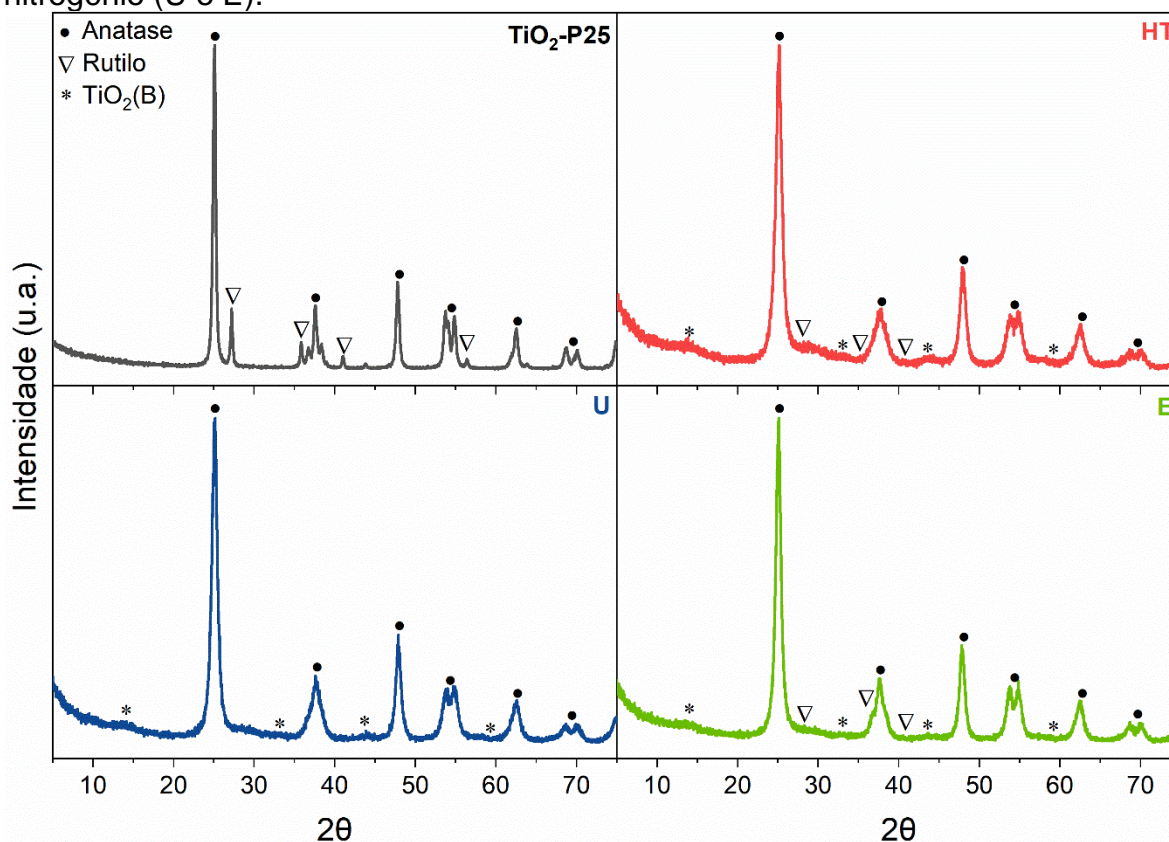 nitrogênio (U e E).
● Anatase
▽ Rutilo
* TiO₂(B)
TiO₂-P25
HT
U
E
Intensidade (u.a.)
10 20 30 40 50 60 70
10 20 30 40 50 60 70
2θ
2θ